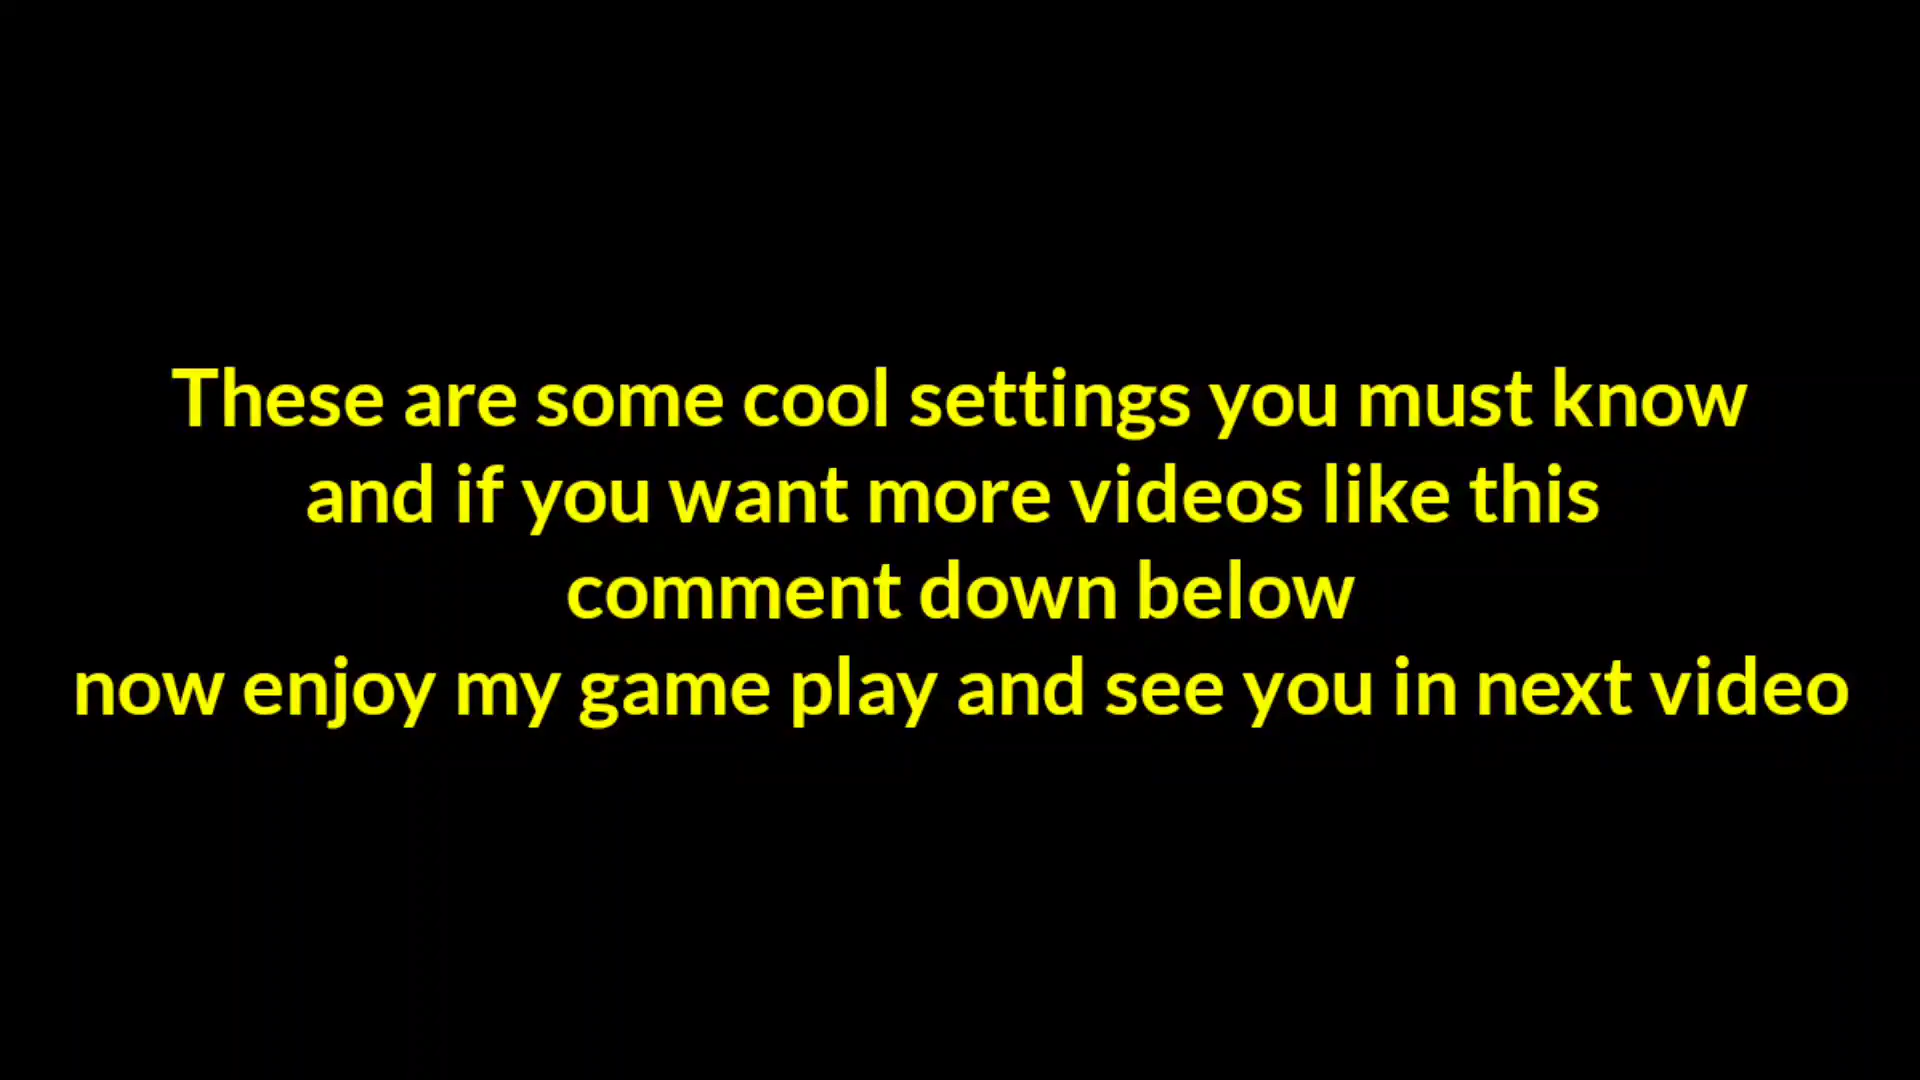 These are some cool settings you must know
and if you want more videos like this
comment down below
now enjoy my game play and see you in next video